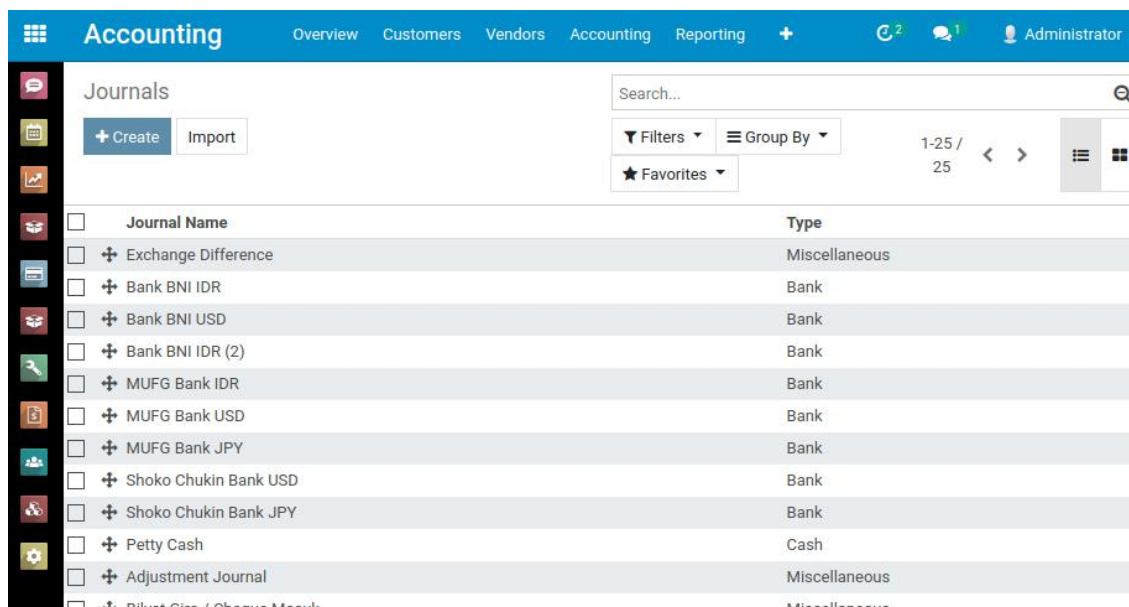 Accounting Overview Customers Vendors Accounting Reporting + 2 1 Administrator
Journals
Search...
+ Create Import
Filters Group By
1-25 / 25
Favorites
Journal Name Type
Exchange Difference Miscellaneous
Bank BNI IDR Bank
Bank BNI USD Bank
Bank BNI IDR (2) Bank
MUFG Bank IDR Bank
MUFG Bank USD Bank
MUFG Bank JPY Bank
Shoko Chukin Bank USD Bank
Shoko Chukin Bank JPY Bank
Petty Cash Cash
Adjustment Journal Miscellaneous